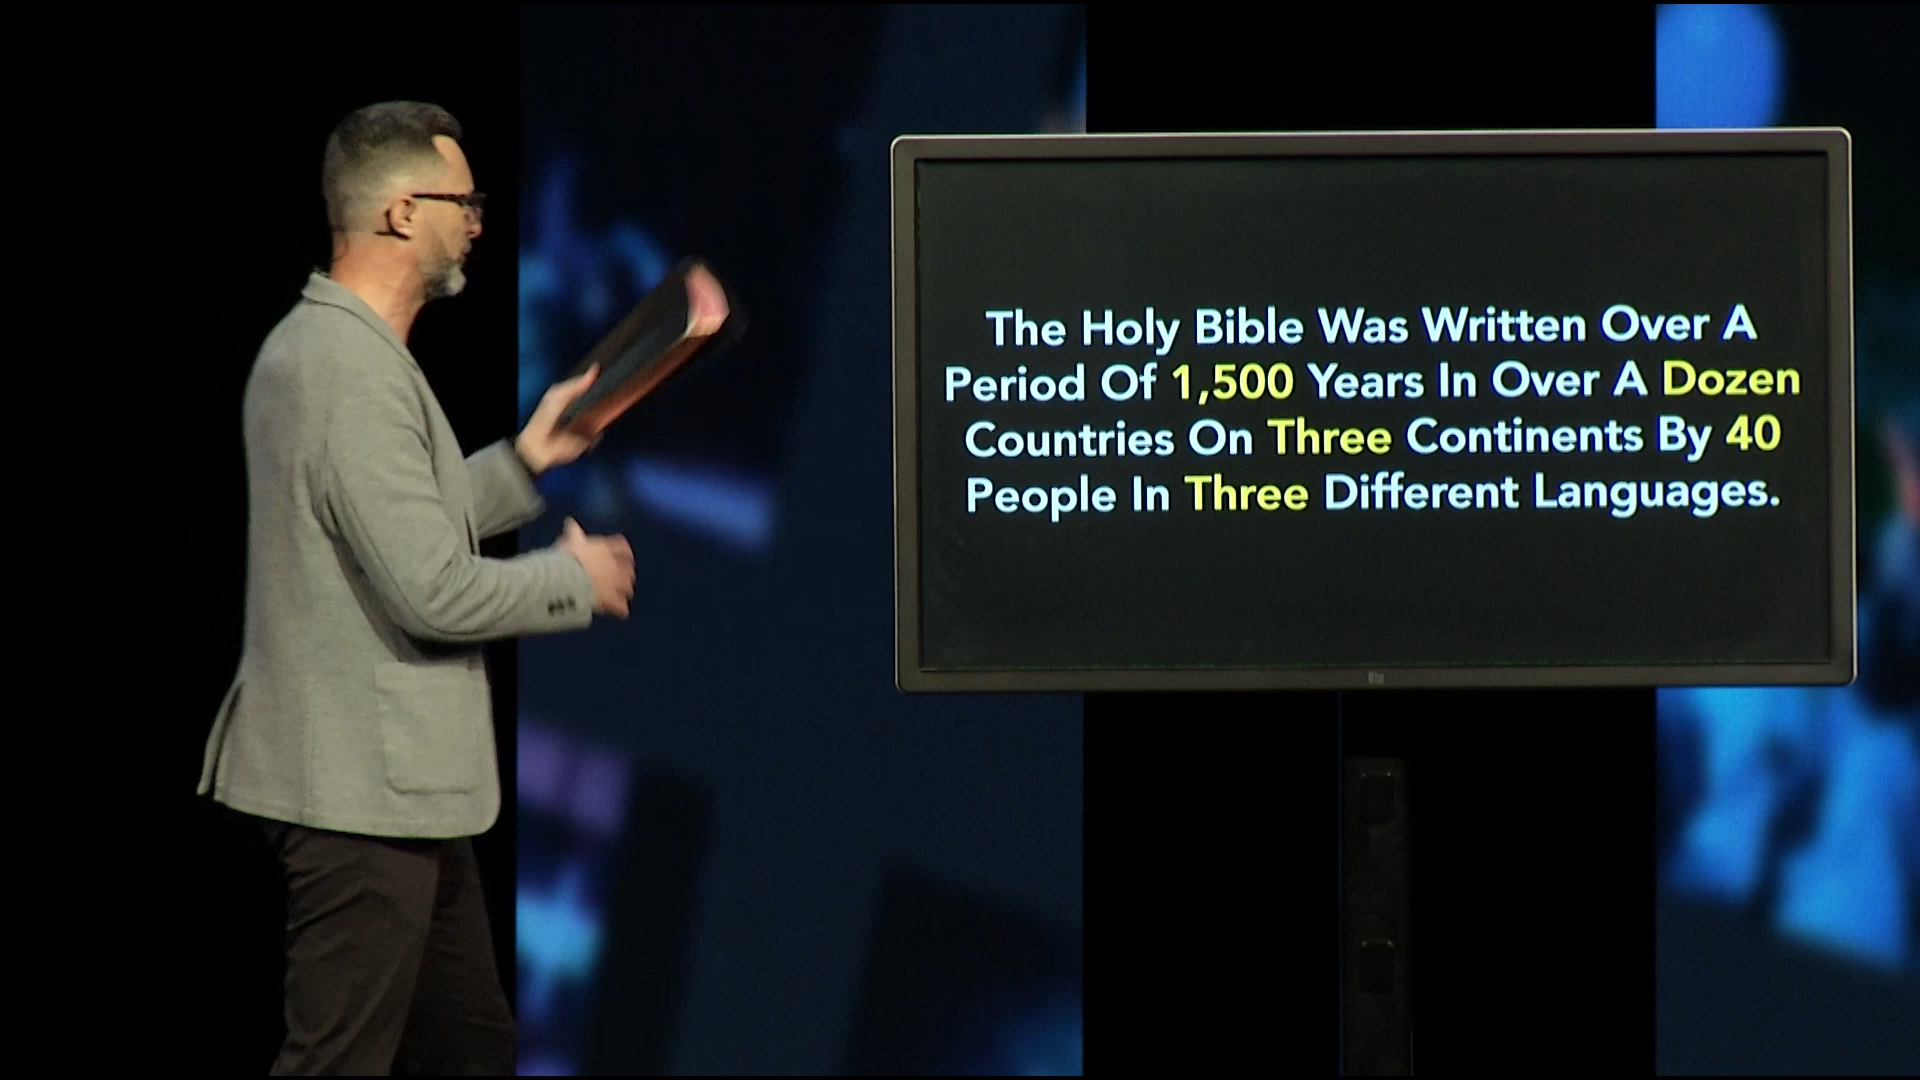 The Holy Bible Was Written Over A
Period Of 1,500 Years In Over A Dozen
Countries On Three Continents By 40
People In Three Different Languages.